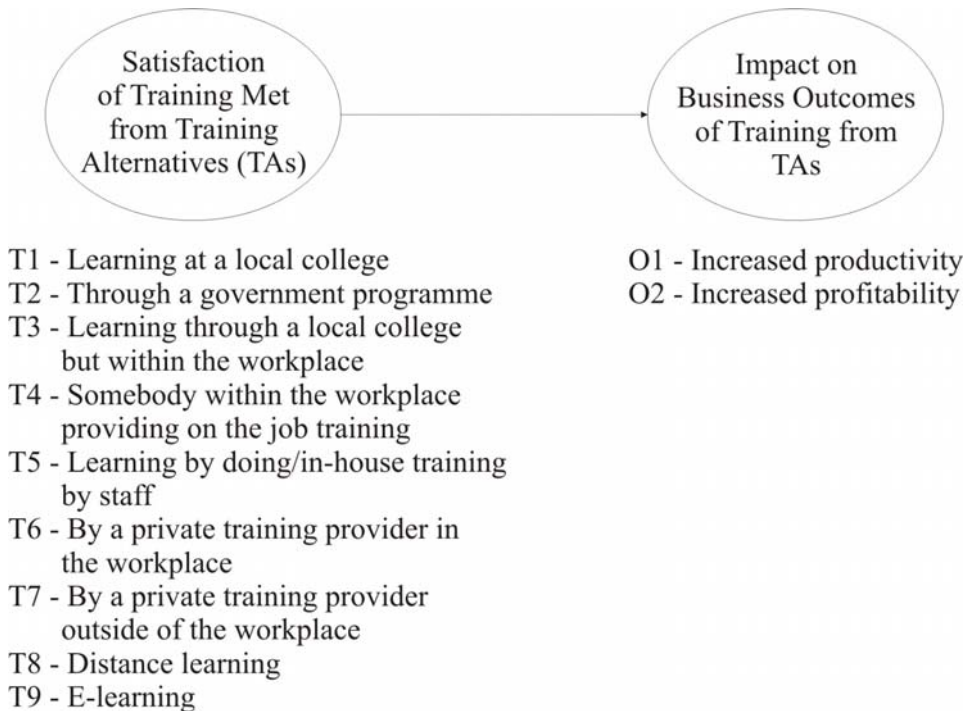 Satisfaction
of Training Met
from Training
Alternatives (TAs)
Impact on
Business Outcomes
of Training from
TAs
T1 - Learning at a local college
T2 - Through a government programme
T3 - Learning through a local college
but within the workplace
T4 - Somebody within the workplace
providing on the job training
T5 - Learning by doing/in-house training
by staff
T6 - By a private training provider in
the workplace
T7 - By a private training provider
outside of the workplace
T8 - Distance learning
T9 - E-learning
O1 - Increased productivity
O2 - Increased profitability